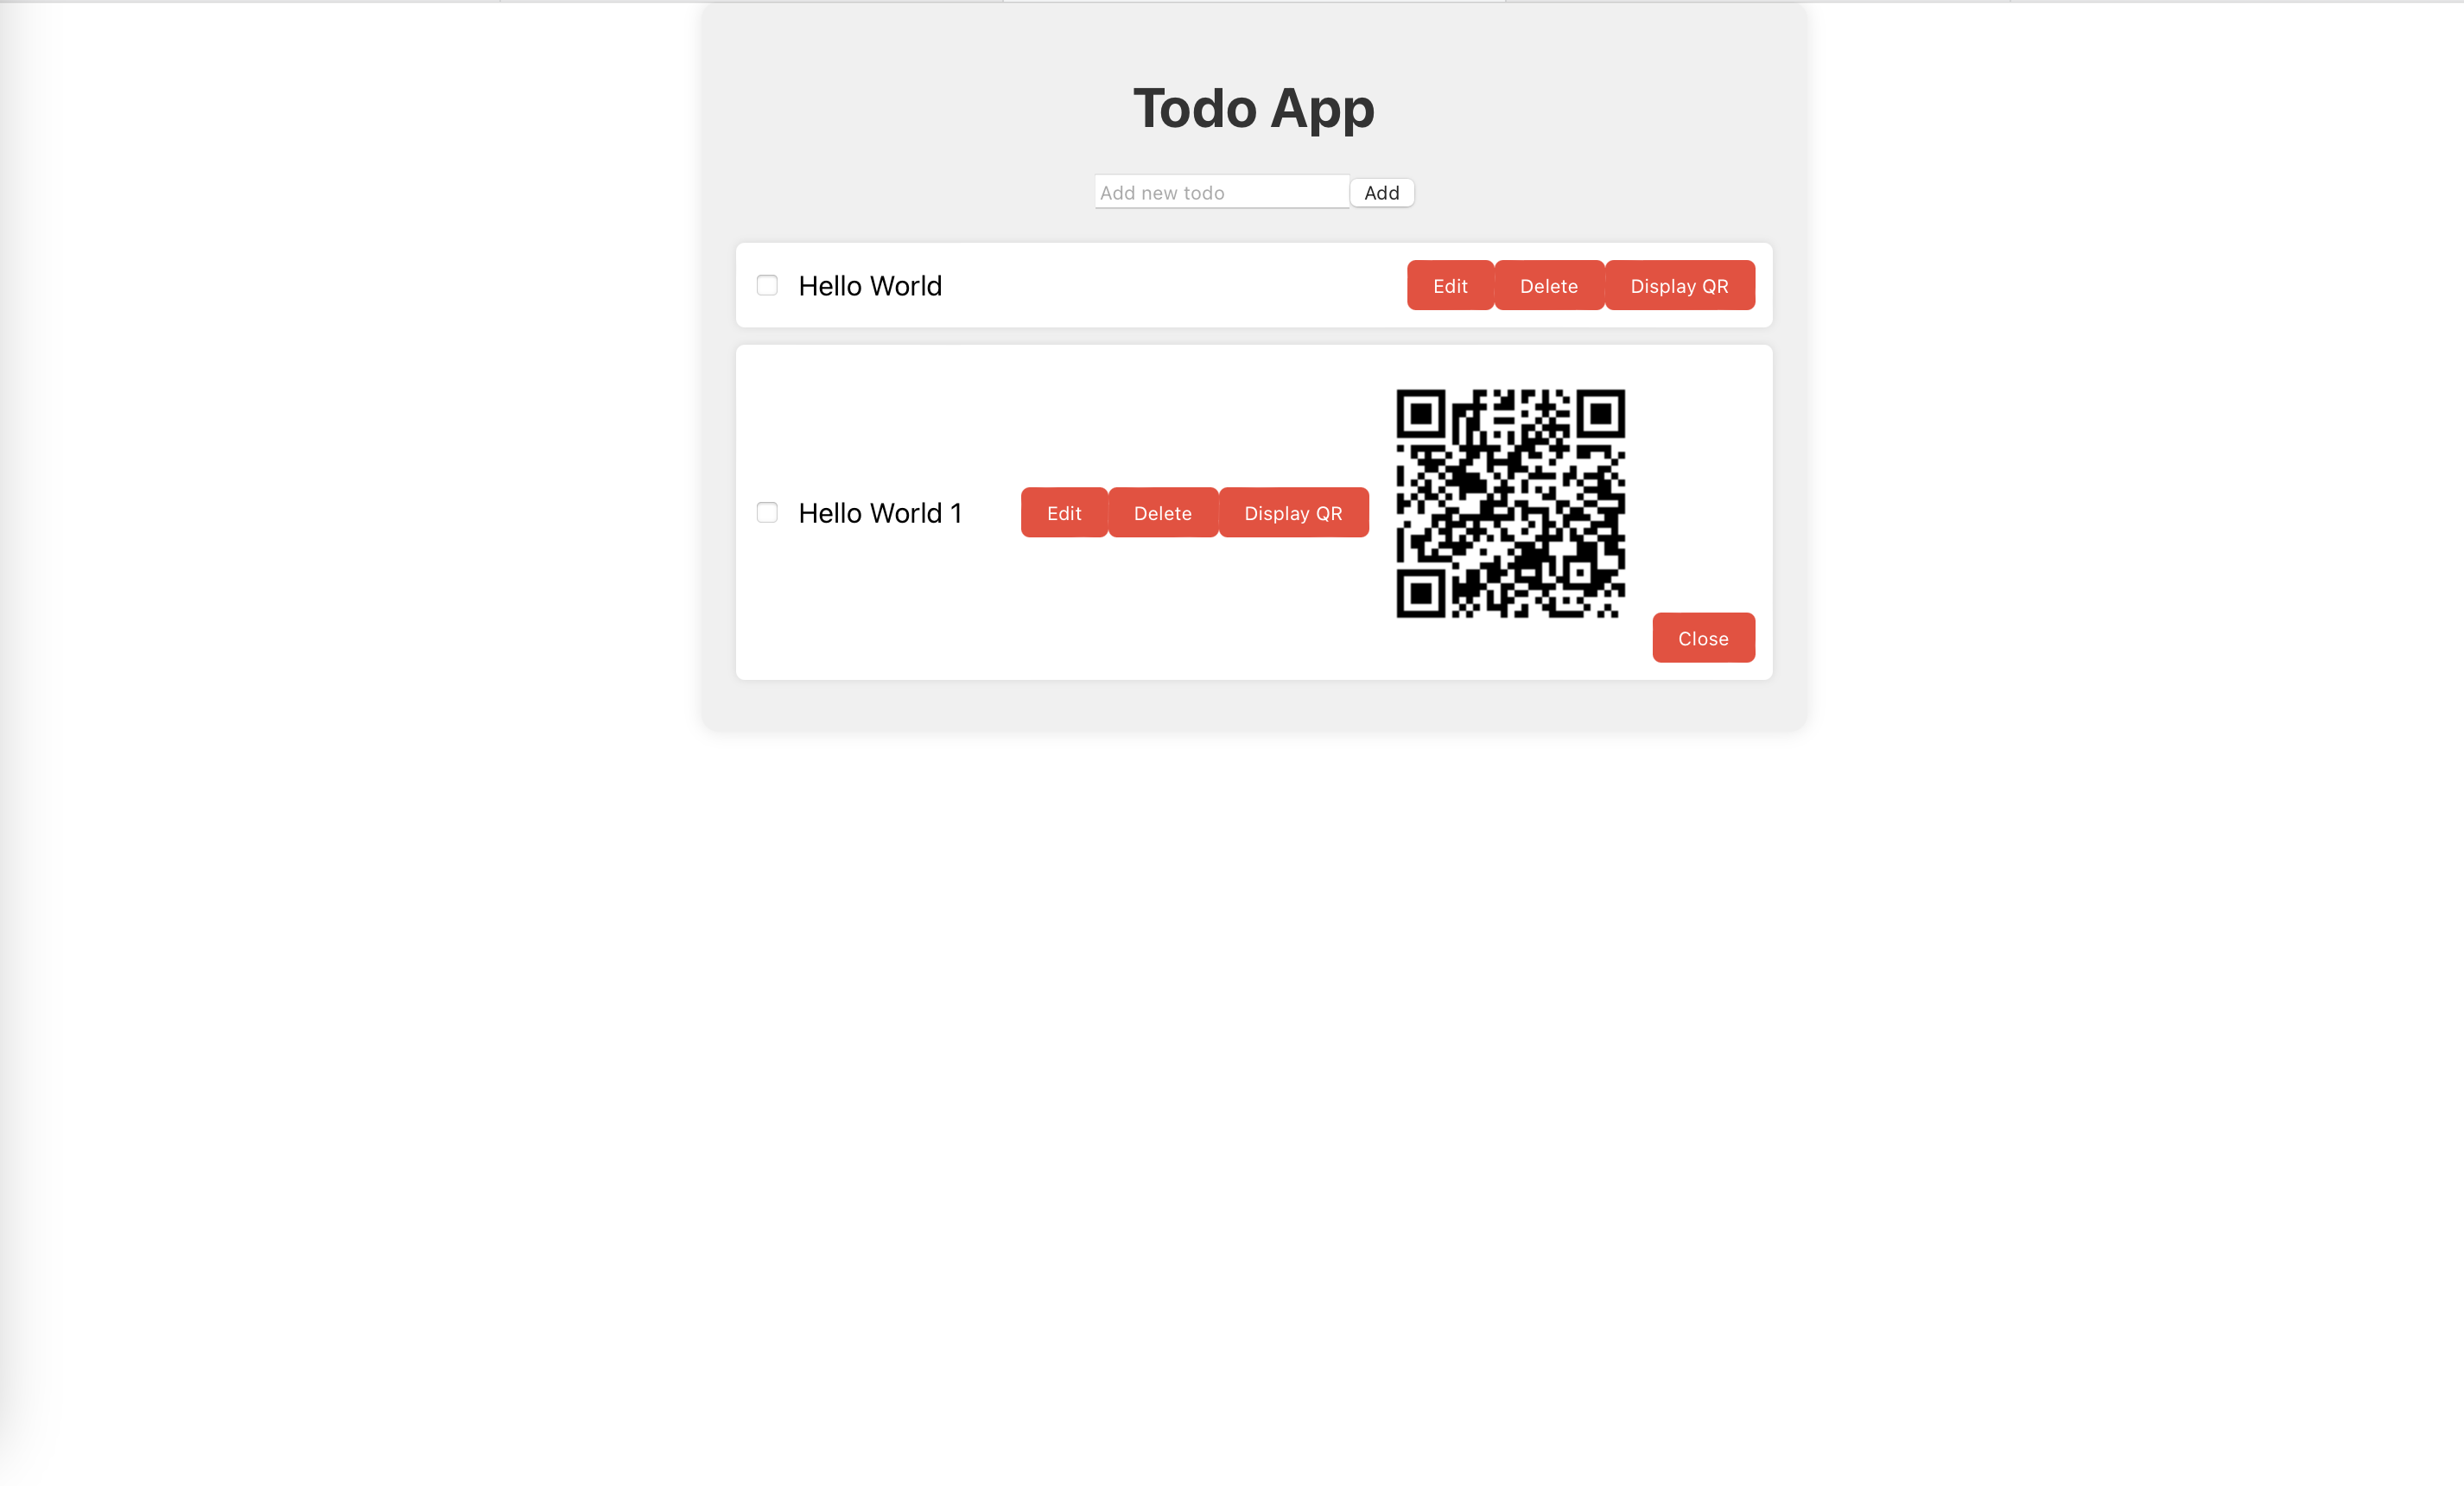 Todo App
Add new todo Add
Hello World Edit Delete Display QR
Hello World 1 Edit Delete Display QR
Close